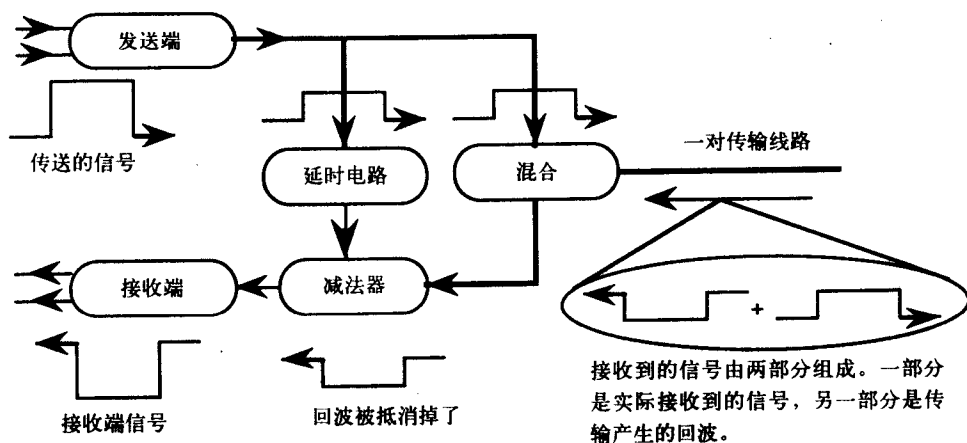 发送端
传送的信号
延时电路
混合
一对传输线路
接收端
减法器
+
接收端信号
回波被抵消掉了
接收到的信号由两部分组成。一部分
是实际接收到的信号，另一部分是传
输产生的回波。